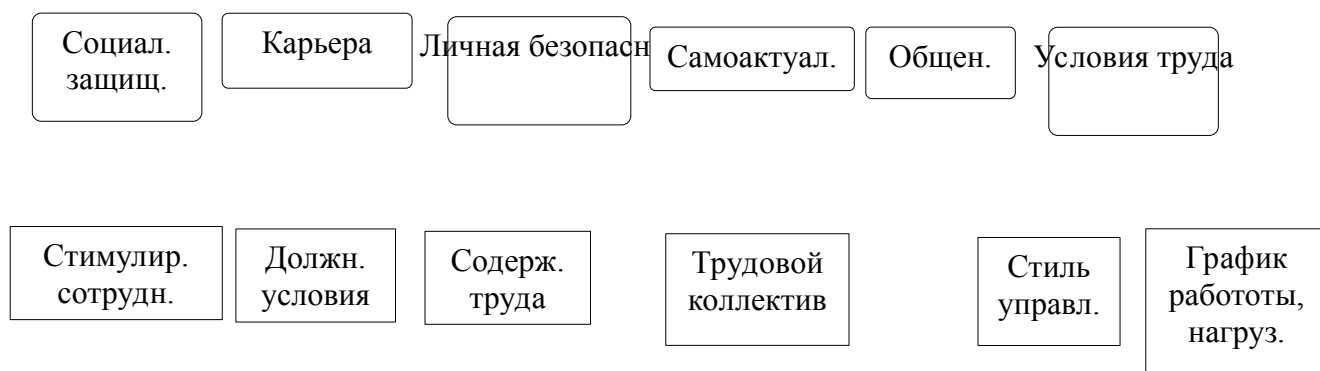 Социал.
защищ.
Карьера
Личная безопасн
Самоактуал.
Общен.
Условия труда
Стимулир.
сотрудн.
Должн.
условия
Содерж.
труда
Трудовой
коллектив
Стиль
управл.
График
работоты,
нагруз.